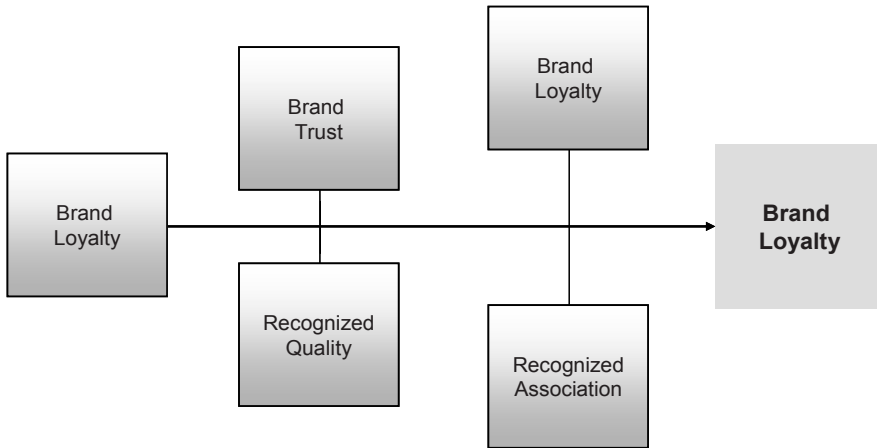 Brand
Loyalty
Brand
Trust
Recognized
Quality
Brand
Loyalty
Recognized
Association
Brand
Loyalty